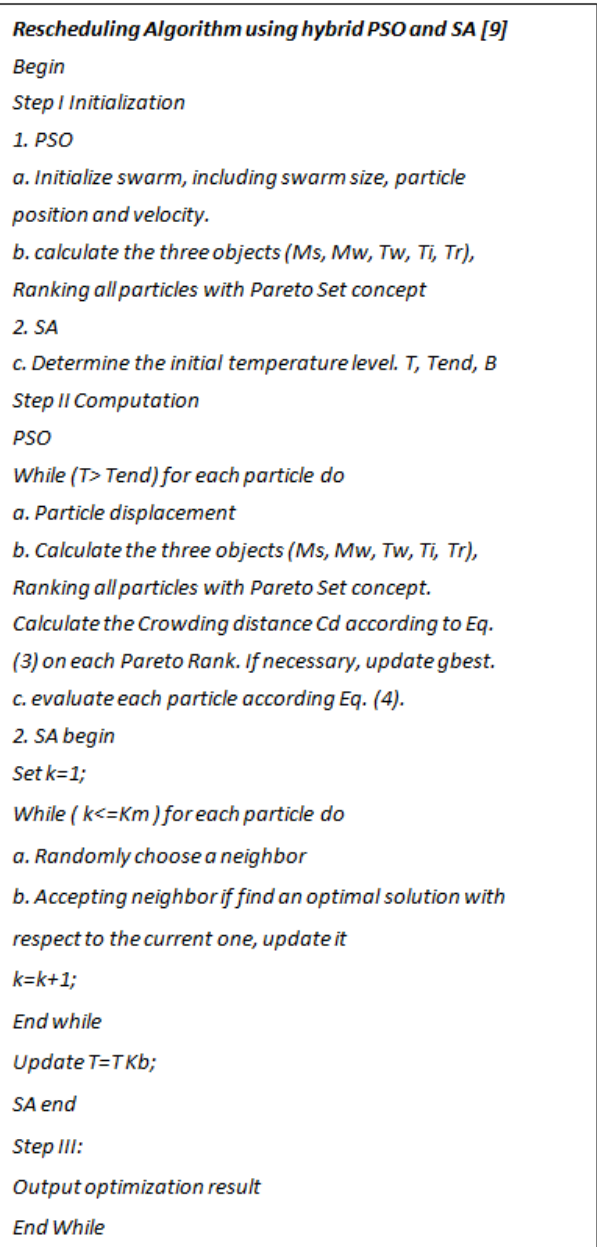 Rescheduling Algorithm using hybrid PSO and SA [9]
Begin
Step I Initialization
1. PSO
a. Initialize swarm, including swarm size, particle
position and velocity.
b. calculate the three objects (Ms, Mw, Tw, Ti, Tr),
Ranking all particles with Pareto Set concept
2. SA
c. Determine the initial temperature level. T, Tend, B
Step II Computation
PSO
While (T> Tend) for each particle do
a. Particle displacement
b. Calculate the three objects (Ms, Mw, Tw, Ti, Tr),
Ranking all particles with Pareto Set concept.
Calculate the Crowding distance Cd according to Eq.
(3) on each Pareto Rank. If necessary, update gbest.
c. evaluate each particle according Eq. (4).
2. SA begin
Set k=1;
While ( k<=Km ) for each particle do
a. Randomly choose a neighbor
b. Accepting neighbor if find an optimal solution with
respect to the current one, update it
k=k+1;
End while
Update T=T Kb;
SA end
Step III:
Output optimization result
End While